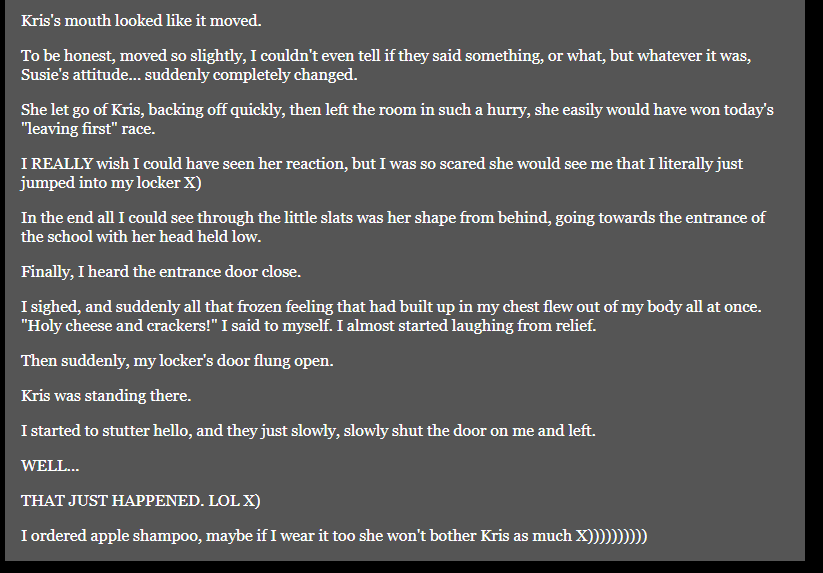 Kris's mouth looked like it moved.
To be honest, moved so slightly, I couldn't even tell if they said something, or what, but whatever it was,
Susie's attitude... suddenly completely changed.
She let go of Kris, backing off quickly, then left the room in such a hurry, she easily would have won today's
"leaving first" race.
I REALLY wish I could have seen her reaction, but I was so scared she would see me that I literally just
jumped into my locker X)
In the end all I could see through the little slats was her shape from behind, going towards the entrance of
the school with her head held low.
Finally, I heard the entrance door close.
I sighed, and suddenly all that frozen feeling that had built up in my chest flew out of my body all at once.
"Holy cheese and crackers!" I said to myself. I almost started laughing from relief.
Then suddenly, my locker's door flung open.
Kris was standing there.
I started to stutter hello, and they just slowly, slowly shut the door on me and left.
WELL...
THAT JUST HAPPENED. LOL X)
I ordered apple shampoo, maybe if I wear it too she won't bother Kris as much X))))))))))